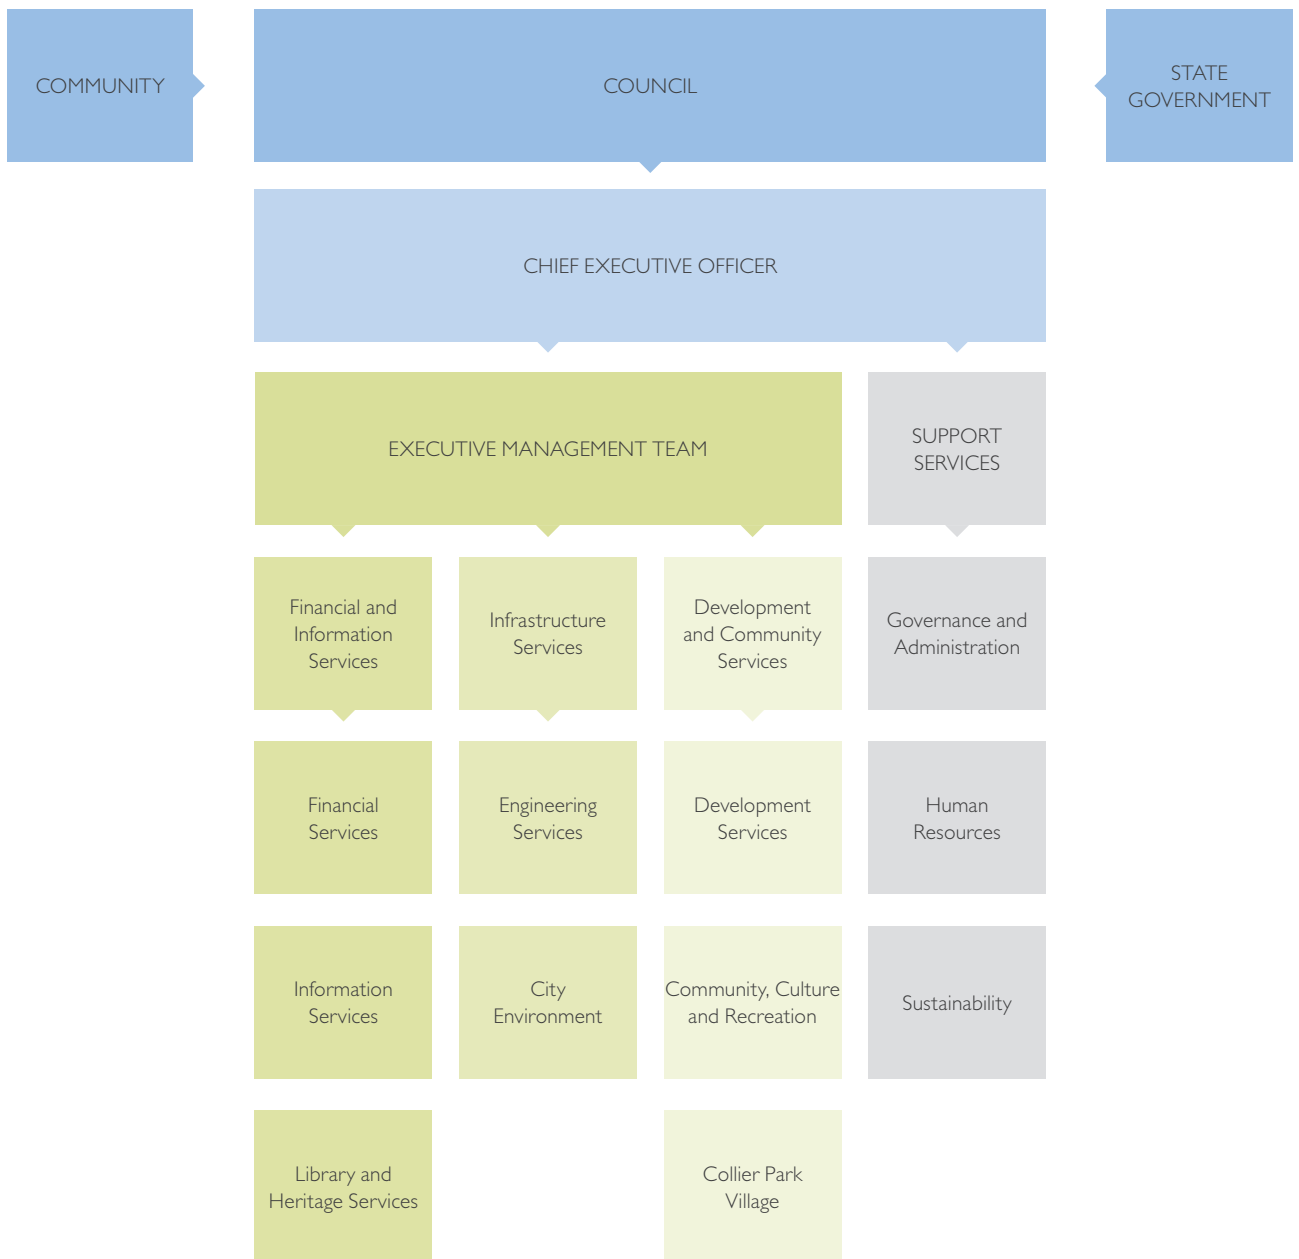 COMMUNITY
COUNCIL
STATE
GOVERNMENT
CHIEF EXECUTIVE OFFICER
EXECUTIVE MANAGEMENT TEAM
SUPPORT
SERVICES
Financial and
Information
Services
Infrastructure
Services
Development
and Community
Services
Governance and
Administration
Financial
Services
Engineering
Services
Development
Services
Human
Resources
Information
Services
City
Environment
Community, Culture
and Recreation
Sustainability
Library and
Heritage Services
Collier Park
Village